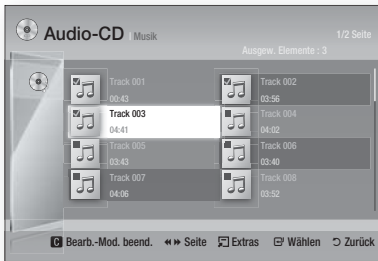 Audio-CD | Musik
1/2 Seite
Ausgew. Elemente : 3
Track 001
00:43
Track 002
03:56
Track 003
04:41
Track 004
04:02
Track 005
03:43
Track 006
03:40
Track 007
04:06
Track 008
03:52
C Bearb.-Mod. beend. Seite Extras Wählen Zurück